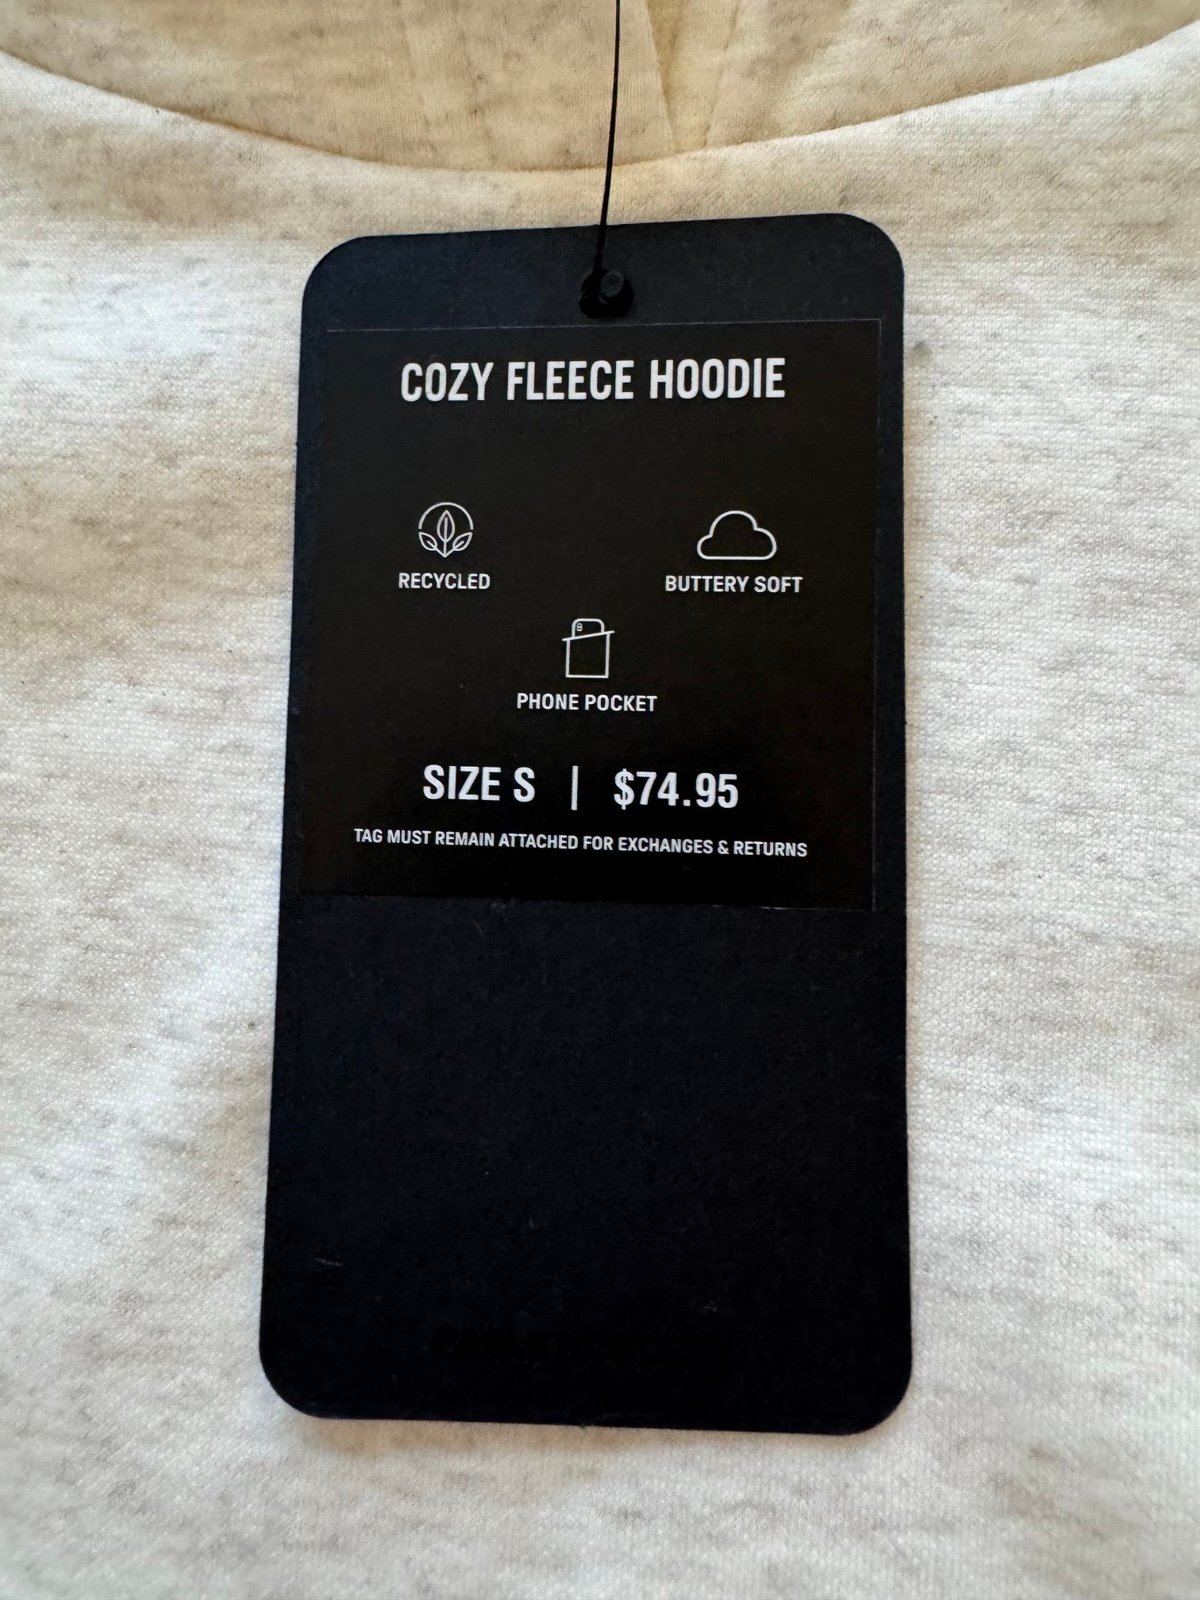 COZY FLEECE HOODIE
RECYCLED
BUTTERY SOFT
PHONE POCKET
SIZE S | $74.95
TAG MUST REMAIN ATTACHED FOR EXCHANGES & RETURNS